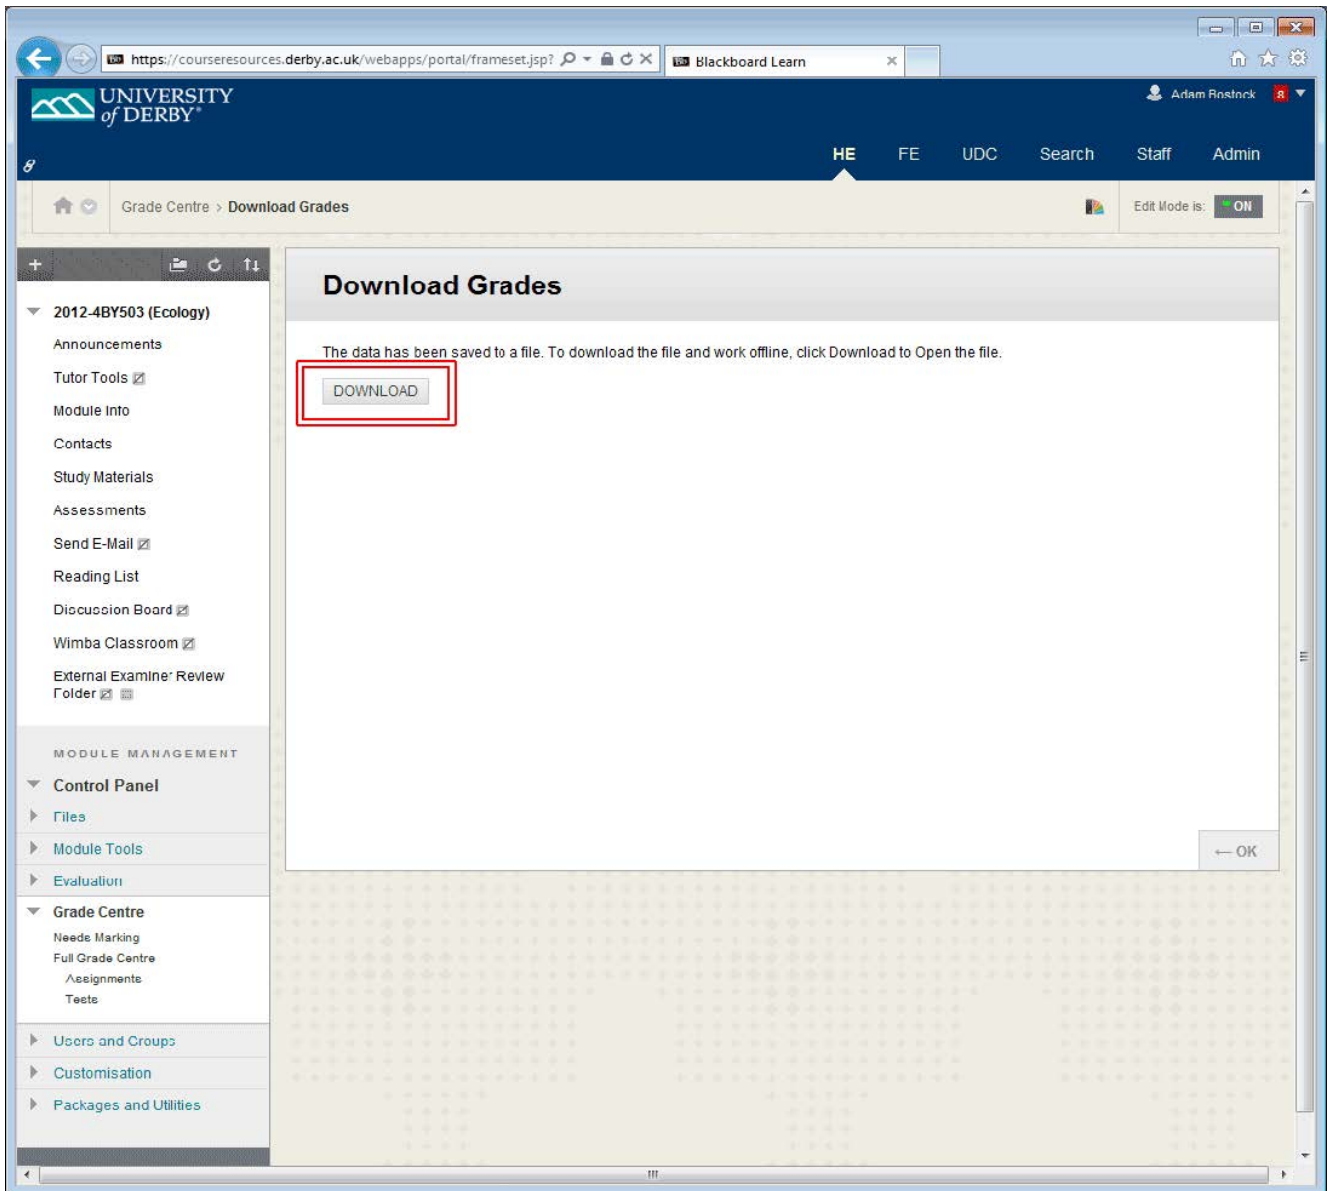 https://courseresources.derby.ac.uk/webapps/portal/frameset.jsp?
Blackboard Learn
UNIVERSITY
of DERBY®
Adam Bostock 8
HE FE UDC Search Staff Admin
Grade Centre > Download Grades
Edit Mode is: ON
2012-4BY503 (Ecology)
Announcements
Tutor Tools
Module Info
Contacts
Study Materials
Assessments
Send E-Mail
Reading List
Discussion Board
Wimba Classroom
External Examiner Review
Folder
MODULE MANAGEMENT
Control Panel
Files
Module Tools
Evaluation
Grade Centre
Needs Marking
Full Grade Centre
Assignments
Tests
Users and Groups
Customisation
Packages and Utilities
Download Grades
The data has been saved to a file. To download the file and work offline, click Download to Open the file.
DOWNLOAD
← OK